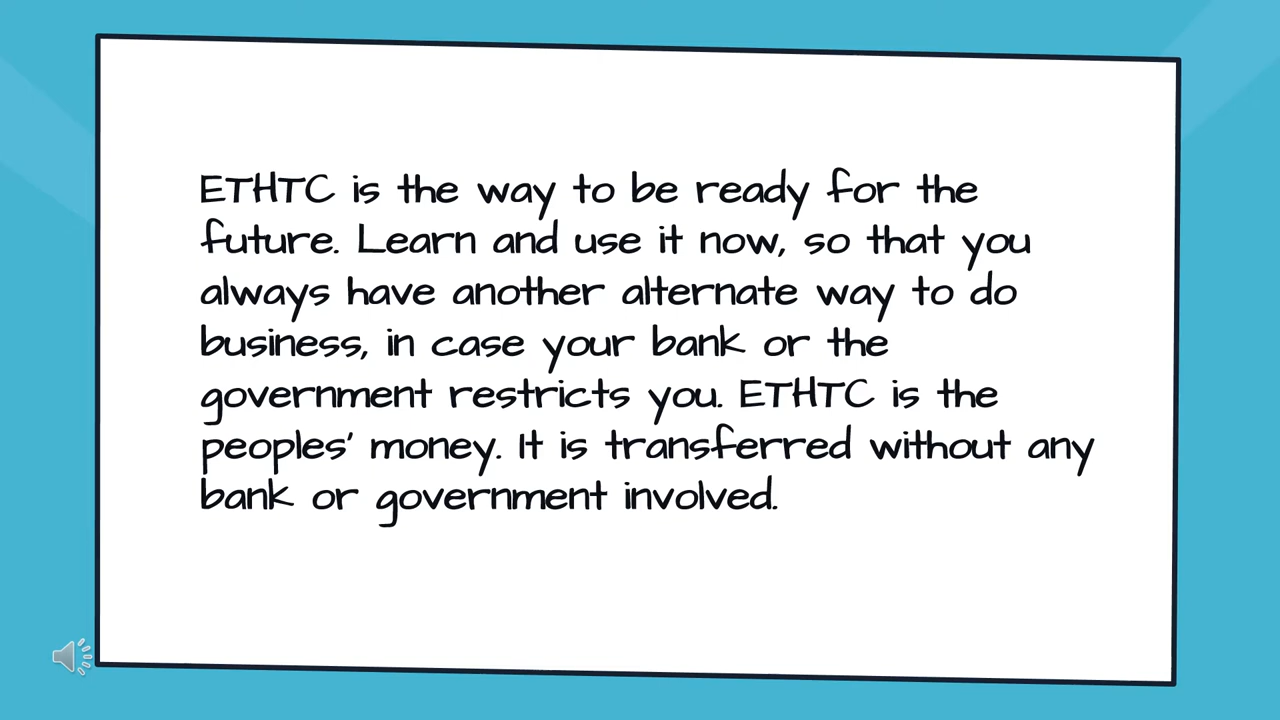 ETHTC is the way to be ready for the
future. Learn and use it now, so that you
always have another alternate way to do
business, in case your bank or the
government restricts you. ETHTC is the
peoples' money. It is transferred without any
bank or government involved.